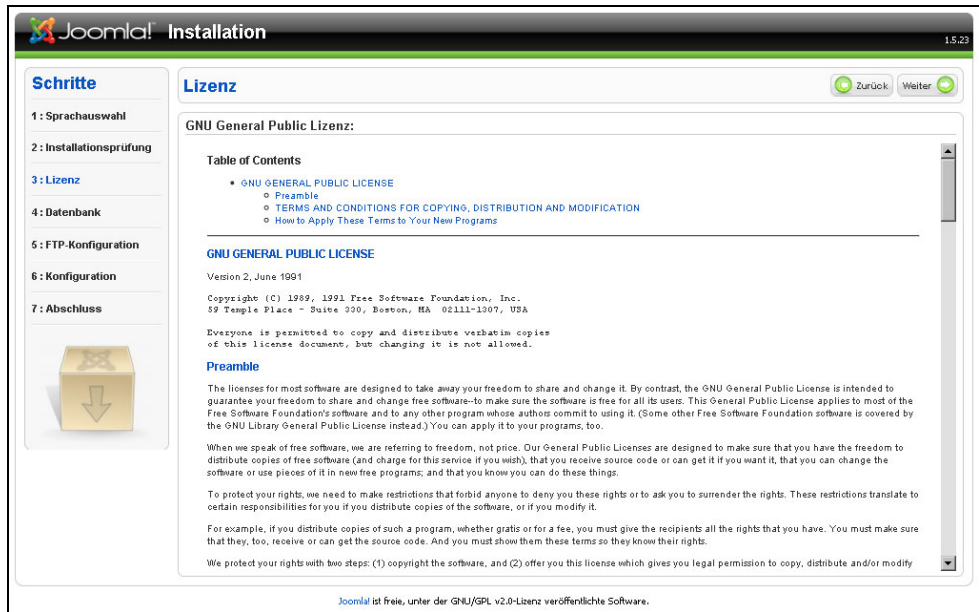 Joomla! Installation
1.5.23
Schritte
1 : Sprachauswahl
2 : Installationsprüfung
3 : Lizenz
4 : Datenbank
5 : FTP-Konfiguration
6 : Konfiguration
7 : Abschluss
Lizenz
Zurück
Weiter
GNU General Public Lizenz:
Table of Contents
GNU GENERAL PUBLIC LICENSE
Preamble
TERMS AND CONDITIONS FOR COPYING, DISTRIBUTION AND MODIFICATION
How to Apply These Terms to Your New Programs
GNU GENERAL PUBLIC LICENSE
Version 2, June 1991
Copyright (C) 1989, 1991 Free Software Foundation, Inc.
59 Temple Place - Suite 330, Boston, MA 02111-1307, USA
Everyone is permitted to copy and distribute verbatim copies
of this license document, but changing it is not allowed.
Preamble
The licenses for most software are designed to take away your freedom to share and change it. By contrast, the GNU General Public License is intended to
guarantee your freedom to share and change free software--to make sure the software is free for all its users. This General Public License applies to most of the
Free Software Foundation's software and to any other program whose authors commit to using it. (Some other Free Software Foundation software is covered by
the GNU Library General Public License instead.) You can apply it to your programs, too.
When we speak of free software, we are referring to freedom, not price. Our General Public Licenses are designed to make sure that you have the freedom to
distribute copies of free software (and charge for this service if you wish), that you receive source code or can get it if you want it, that you can change the
software or use pieces of it in new free programs; and that you know you can do these things.
To protect your rights, we need to make restrictions that forbid anyone to deny you these rights or to ask you to surrender the rights. These restrictions translate to
certain responsibilities for you if you distribute copies of the software, or if you modify it.
For example, if you distribute copies of such a program, whether gratis or for a fee, you must give the recipients all the rights that you have. You must make sure
that they, too, receive or can get the source code. And you must show them these terms so they know their rights.
We protect your rights with two steps: (1) copyright the software, and (2) offer you this license which gives you legal permission to copy, distribute and/or modify
Joomla! ist freie, unter der GNU/GPL v2.0-Lizenz veröffentlichte Software.